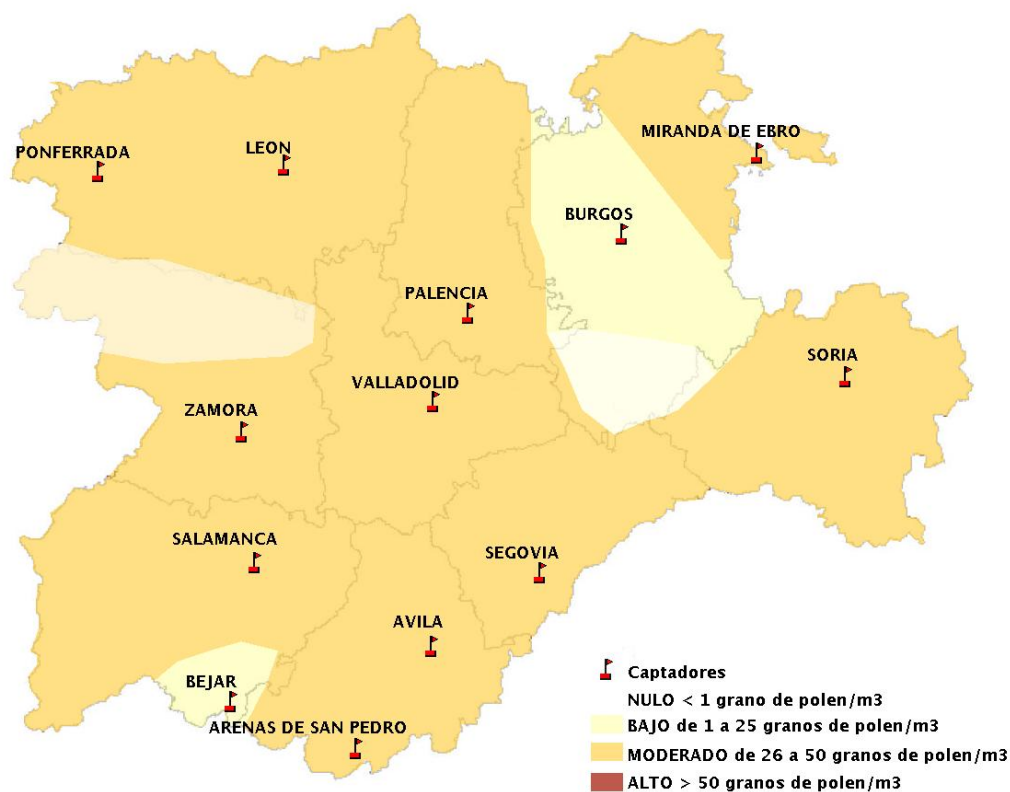 MIRANDA DE EBRO
PONFERRADA
LEON
BURGOS
PALENCIA
SORIA
VALLADOLID
ZAMORA
SALAMANCA
SEGOVIA
AVILA
BEJAR
ARENAS DE SAN PEDRO
Captadores
NULO < 1 grano de polen/m3
BAJO de 1 a 25 granos de polen/m3
MODERADO de 26 a 50 granos de polen/m3
ALTO > 50 granos de polen/m3